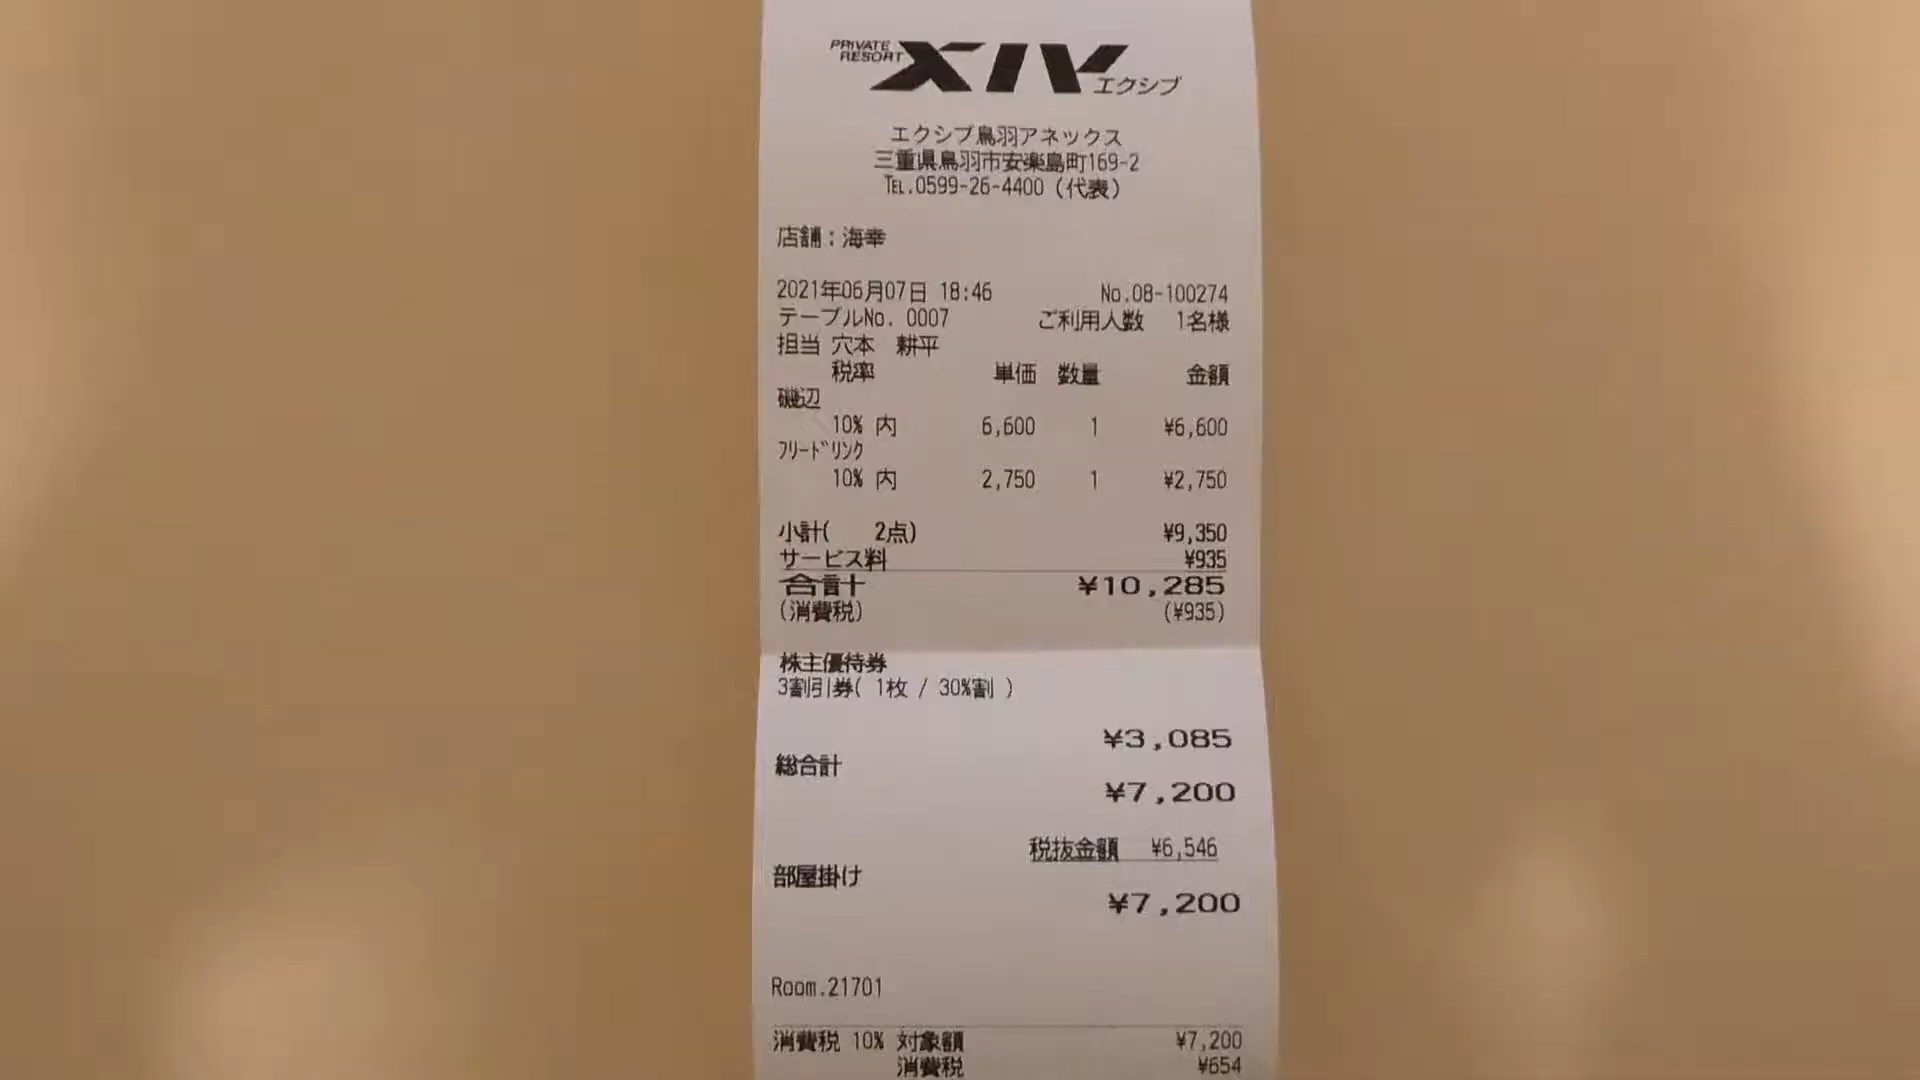 PRIVATE RESORT XIV エクシブ
エクシブ鳥羽アネックス
三重県鳥羽市安楽島町169-2
TEL.0599-26-4400（代表）
店舗：海幸
2021年06月07日 18:46 No.08-100274
テーブルNo. 0007 ご利用人数 1名様
担当 穴本 耕平
税率 単価 数量 金額
磯辺
10% 内 6,600 1 ¥6,600
ﾌﾘｰﾄﾞﾘﾝｸ
10% 内 2,750 1 ¥2,750
小計( 2点) ¥9,350
サービス料 ¥935
合計 ¥10,285
(消費税) (¥935)
株主優待券
3割引券( 1枚 / 30%割 )
¥3,085
総合計
¥7,200
税抜金額 ¥6,546
部屋掛け
¥7,200
Room.21701
消費税 10% 対象額 ¥7,200
消費税 ¥654